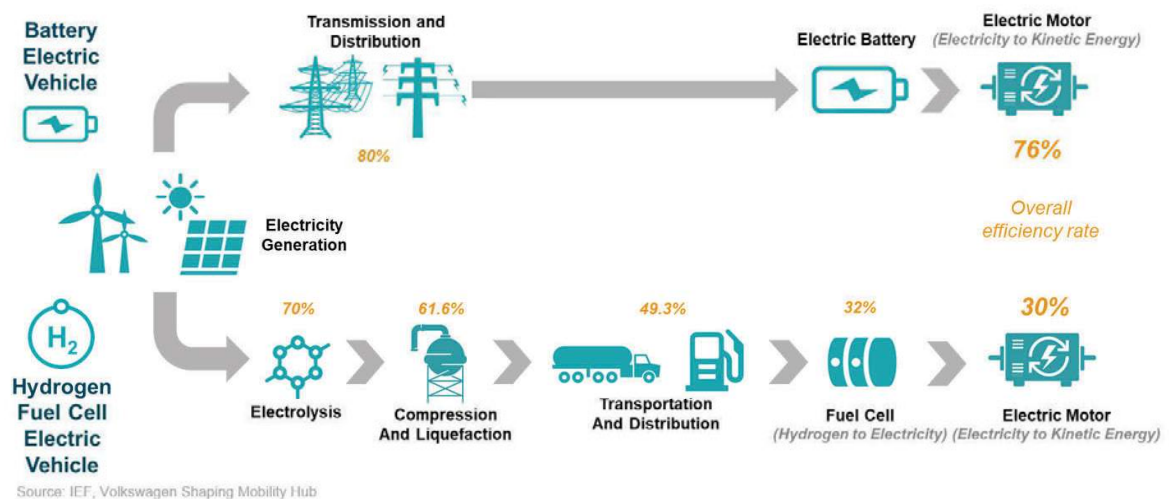 Battery
Electric
Vehicle
Transmission and
Distribution
80%
Electric Battery
Electric Motor
(Electricity to Kinetic Energy)
76%
Overall
efficiency rate
Electricity
Generation
H2
Hydrogen
Fuel Cell
Electric
Vehicle
70%
Electrolysis
61.6%
Compression
And Liquefaction
49.3%
Transportation
And Distribution
32%
Fuel Cell
(Hydrogen to Electricity)
30%
Electric Motor
(Electricity to Kinetic Energy)
Source: IEF, Volkswagen Shaping Mobility Hub